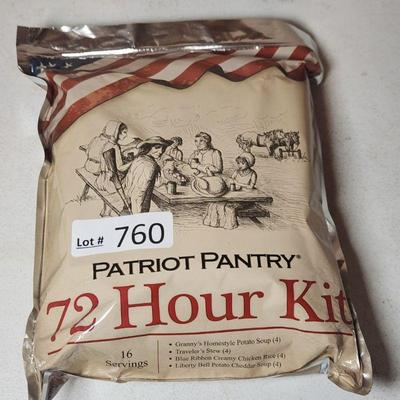 Lot # 760
PATRIOT PANTRY®
72 Hour Kit
16
Servings
• Granny's Homestyle Potato Soup (4)
• Traveler's Stew (4)
• Blue Ribbon Creamy Chicken Rice (4)
• Liberty Bell Potato Cheddar Soup (4)